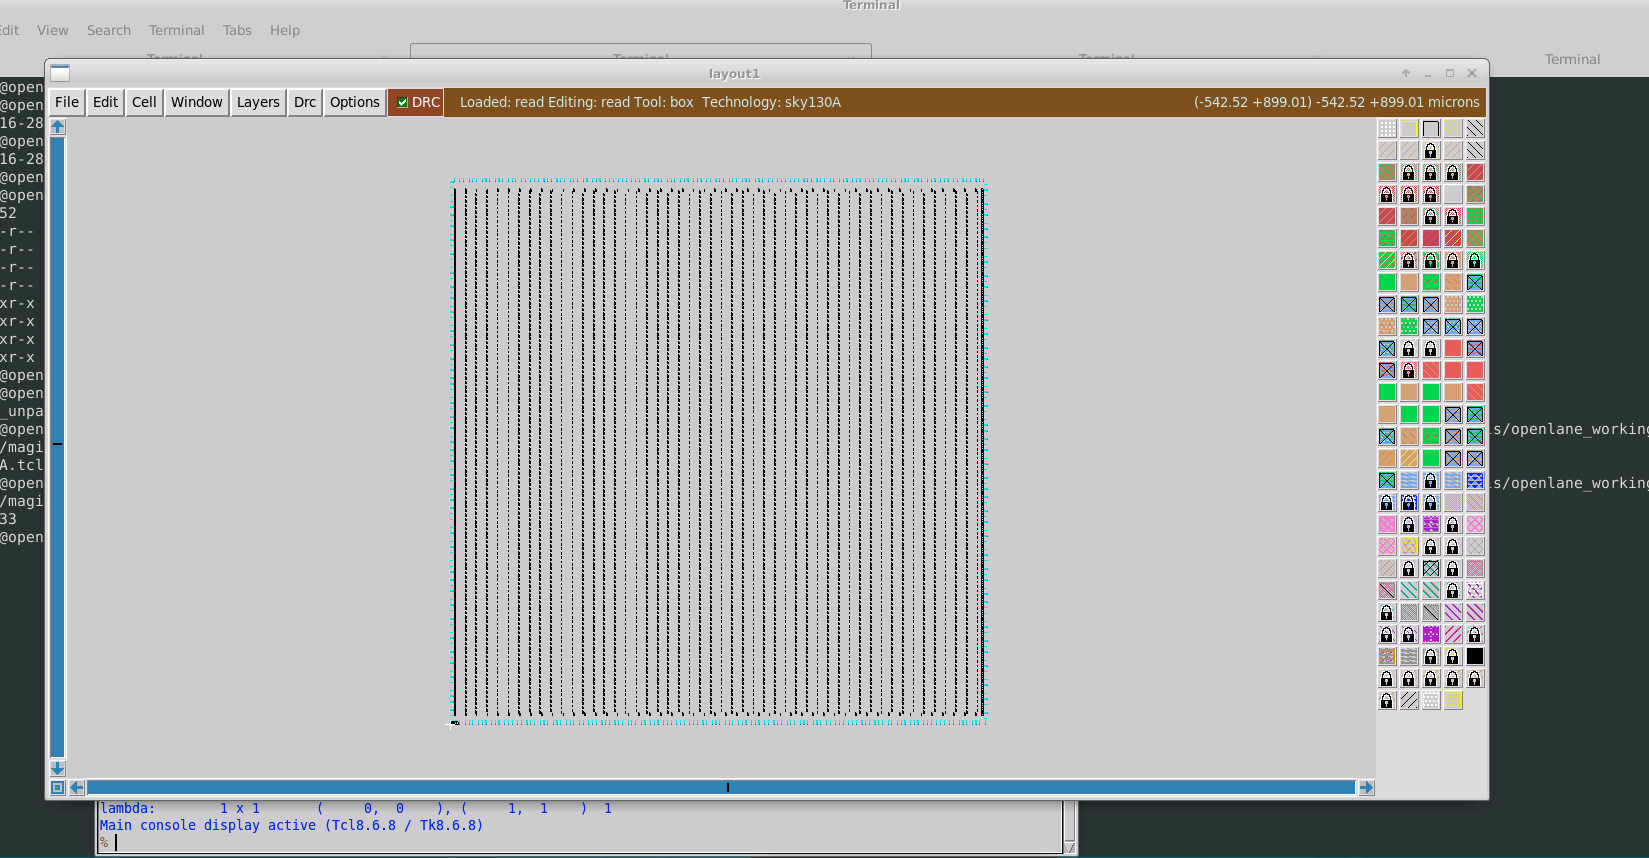 Terminal
Edit View Search Terminal Tabs Help
Terminal Terminal Terminal Terminal
layout1
File Edit Cell Window Layers Drc Options DRC Loaded: read Editing: read Tool: box Technology: sky130A (-542.52 +899.01) -542.52 +899.01 microns
@open
@open
16-28
@open
16-28
@open
@open
52
-r--
-r--
-r--
-r--
xr-x
xr-x
xr-x
xr-x
@open
@open
_unpa
@open s/openlane_working
/magi
A.tcl
@open s/openlane_working
/magi
33
@open
lambda: 1 x 1 ( 0, 0 ), ( 1, 1 ) 1
Main console display active (Tcl8.6.8 / Tk8.6.8)
%